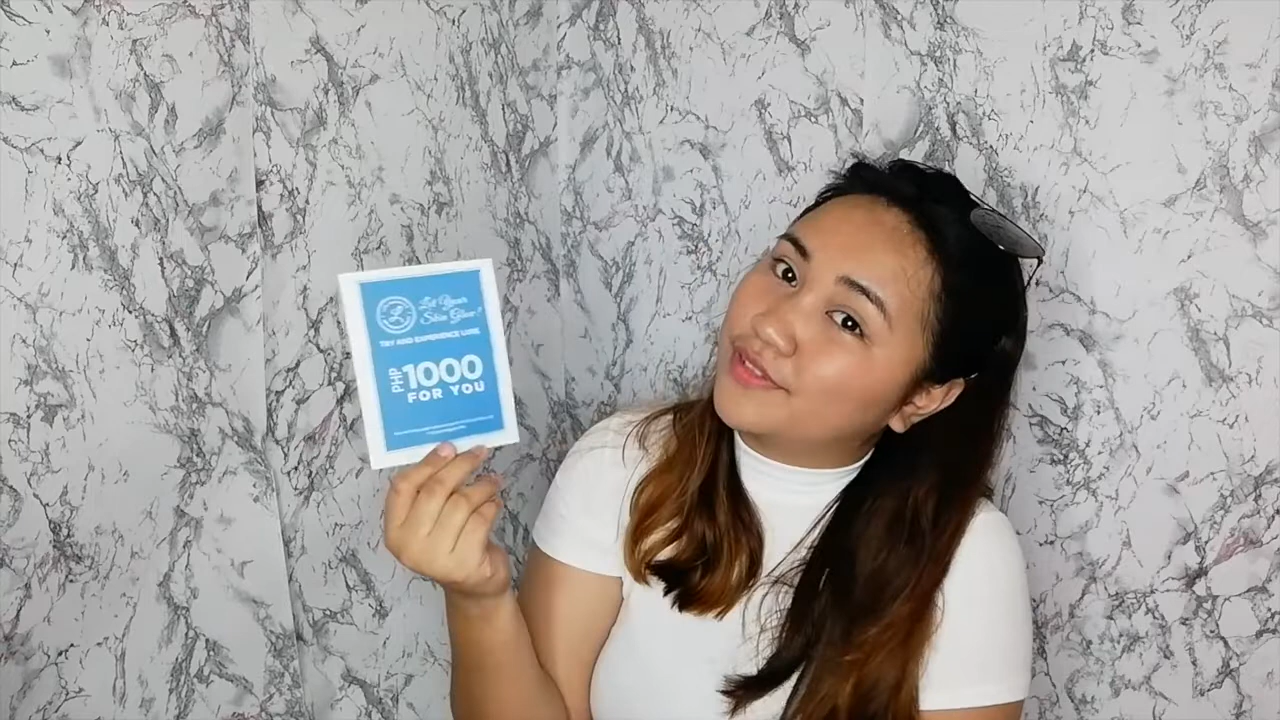 Let Your
Skin Glow!
TRY AND EXPERIENCE LUXE
PHP 1000
FOR YOU